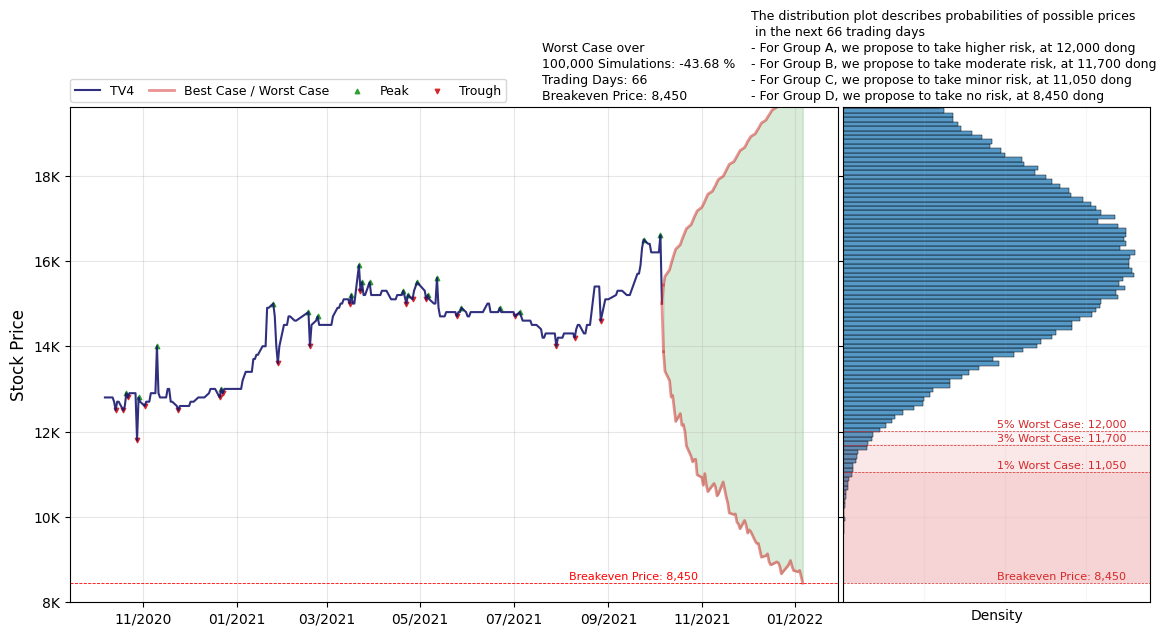 The distribution plot describes probabilities of possible prices
in the next 66 trading days
- For Group A, we propose to take higher risk, at 12,000 dong
- For Group B, we propose to take moderate risk, at 11,700 dong
- For Group C, we propose to take minor risk, at 11,050 dong
- For Group D, we propose to take no risk, at 8,450 dong
Worst Case over
100,000 Simulations: -43.68 %
Trading Days: 66
Breakeven Price: 8,450
TV4
Best Case / Worst Case
Peak
Trough
Stock Price
18K
16K
14K
12K
10K
8K
Breakeven Price: 8,450
11/2020
01/2021
03/2021
05/2021
07/2021
09/2021
11/2021
01/2022
5% Worst Case: 12,000
3% Worst Case: 11,700
1% Worst Case: 11,050
Breakeven Price: 8,450
Density